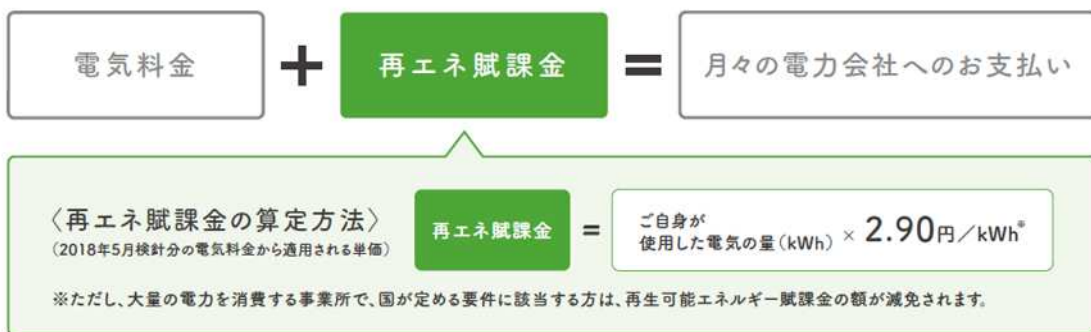 電気料金 + 再エネ賦課金 = 月々の電力会社へのお支払い
〈再エネ賦課金の算定方法〉
(2018年5月検針分の電気料金から適用される単価)
再エネ賦課金 = ご自身が
使用した電気の量(kWh) × 2.90円/kWh※
※ただし、大量の電力を消費する事業所で、国が定める要件に該当する方は、再生可能エネルギー賦課金の額が減免されます。